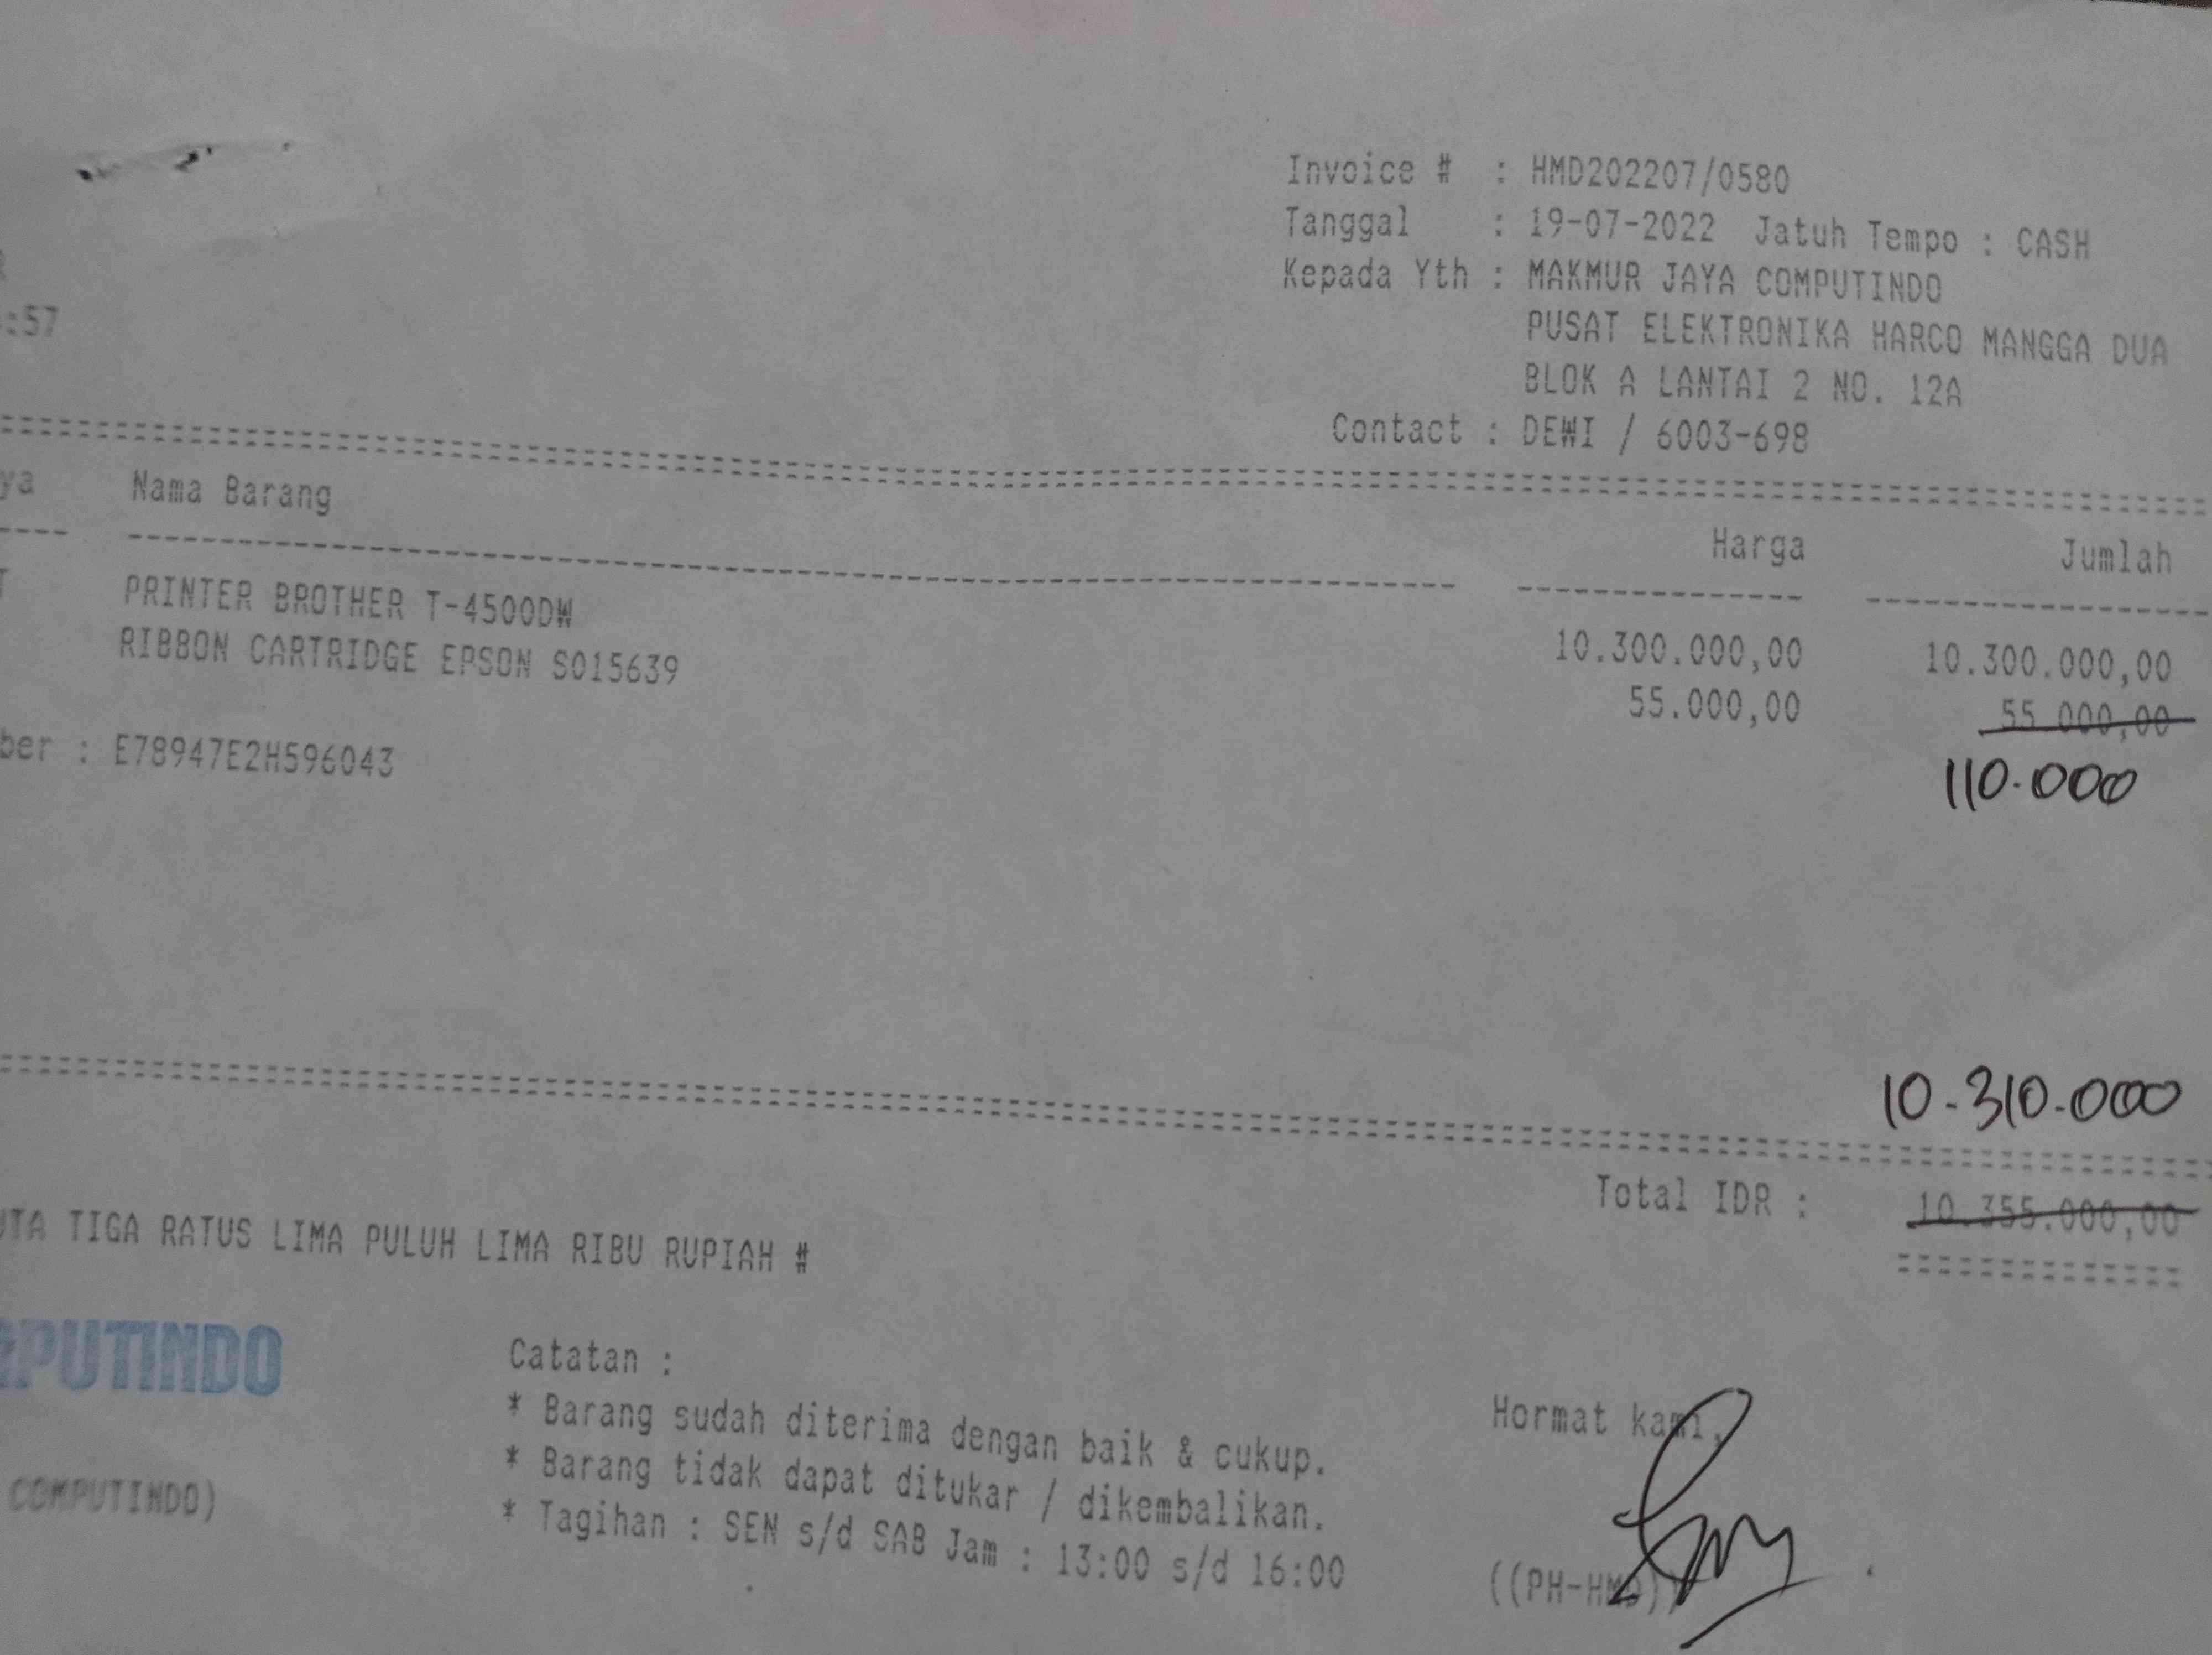 Invoice # : HMD202207/0580
Tanggal : 19-07-2022 Jatuh Tempo : CASH
Kepada Yth : MAKMUR JAYA COMPUTINDO
:57
PUSAT ELEKTRONIKA HARCO MANGGA DUA
BLOK A LANTAI 2 NO. 12A
Contact : DEWI / 6003-698
ya Nama Barang Harga Jumlah
T PRINTER BROTHER T-4500DW 10.300.000,00 10.300.000,00
RIBBON CARTRIDGE EPSON S015639 55.000,00 55.000,00
110.000
ber : E78947E2H596043
10.310.000
Total IDR : 10.355.000,00
UTA TIGA RATUS LIMA PULUH LIMA RIBU RUPIAH #
MPUTINDO
Catatan :
* Barang sudah diterima dengan baik & cukup.
* Barang tidak dapat ditukar / dikembalikan.
* Tagihan : SEN s/d SAB Jam : 13:00 s/d 16:00
COMPUTINDO)
Hormat kami,
((PH-HMD))